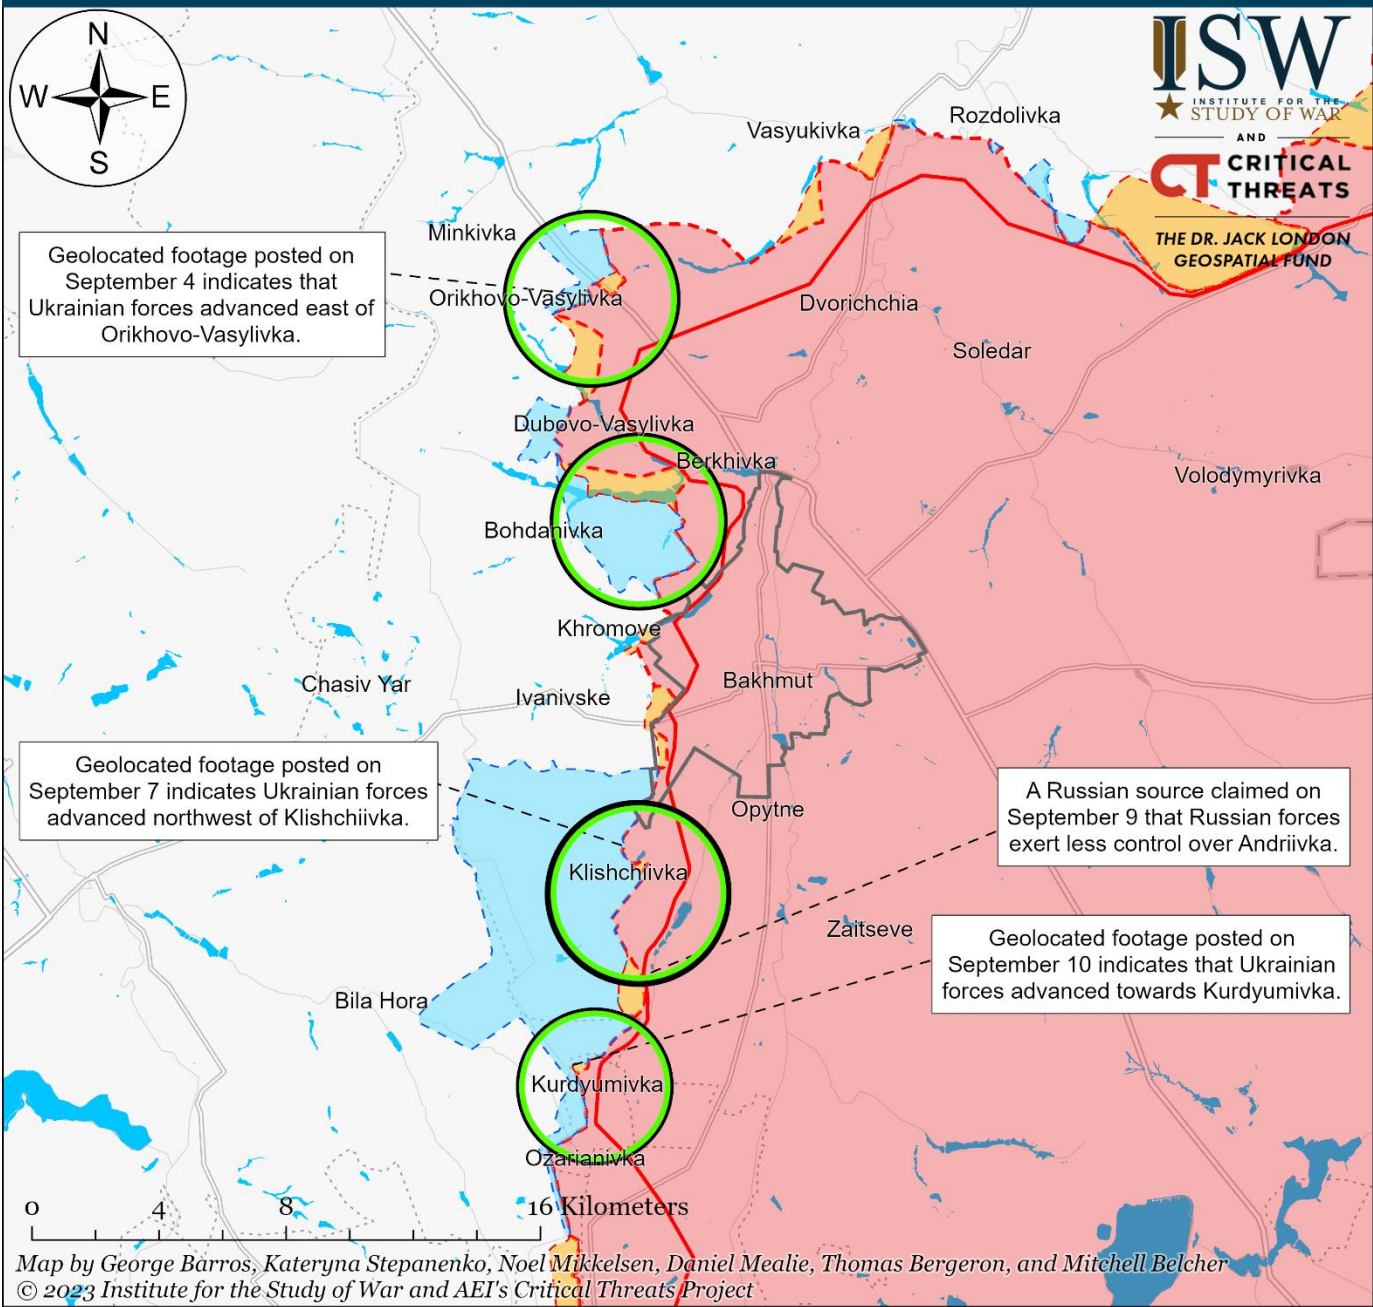 N
W
E
S
ISW
INSTITUTE FOR THE
STUDY OF WAR
AND
CT CRITICAL
THREATS
THE DR. JACK LONDON
GEOSPATIAL FUND
Rozdolivka
Vasyukivka
Minkivka
Geolocated footage posted on
September 4 indicates that
Ukrainian forces advanced east of
Orikhovo-Vasylivka.
Orikhovo-Vasylivka
Dvorichchia
Soledar
Dubovo-Vasylivka
Berkhivka
Volodymyrivka
Bohdanivka
Khromove
Chasiv Yar
Ivanivske
Bakhmut
Geolocated footage posted on
September 7 indicates Ukrainian forces
advanced northwest of Klishchiivka.
Opytne
A Russian source claimed on
September 9 that Russian forces
exert less control over Andriivka.
Klishchiivka
Zaitseve
Geolocated footage posted on
September 10 indicates that Ukrainian
forces advanced towards Kurdyumivka.
Bila Hora
Kurdyumivka
Ozarianivka
0 4 8 16 Kilometers
Map by George Barros, Kateryna Stepanenko, Noel Mikkelsen, Daniel Mealie, Thomas Bergeron, and Mitchell Belcher
© 2023 Institute for the Study of War and AEI's Critical Threats Project